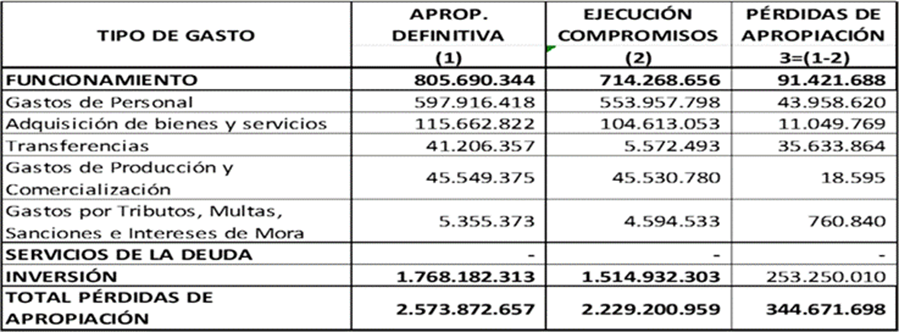 TIPO DE GASTO | APROP. DEFINITIVA (1) | EJECUCIÓN COMPROMISOS (2) | PÉRDIDAS DE APROPIACIÓN 3=(1-2)
FUNCIONAMIENTO | 805.690.344 | 714.268.656 | 91.421.688
Gastos de Personal | 597.916.418 | 553.957.798 | 43.958.620
Adquisición de bienes y servicios | 115.662.822 | 104.613.053 | 11.049.769
Transferencias | 41.206.357 | 5.572.493 | 35.633.864
Gastos de Producción y Comercialización | 45.549.375 | 45.530.780 | 18.595
Gastos por Tributos, Multas, Sanciones e Intereses de Mora | 5.355.373 | 4.594.533 | 760.840
SERVICIOS DE LA DEUDA | - | - | -
INVERSIÓN | 1.768.182.313 | 1.514.932.303 | 253.250.010
TOTAL PÉRDIDAS DE APROPIACIÓN | 2.573.872.657 | 2.229.200.959 | 344.671.698